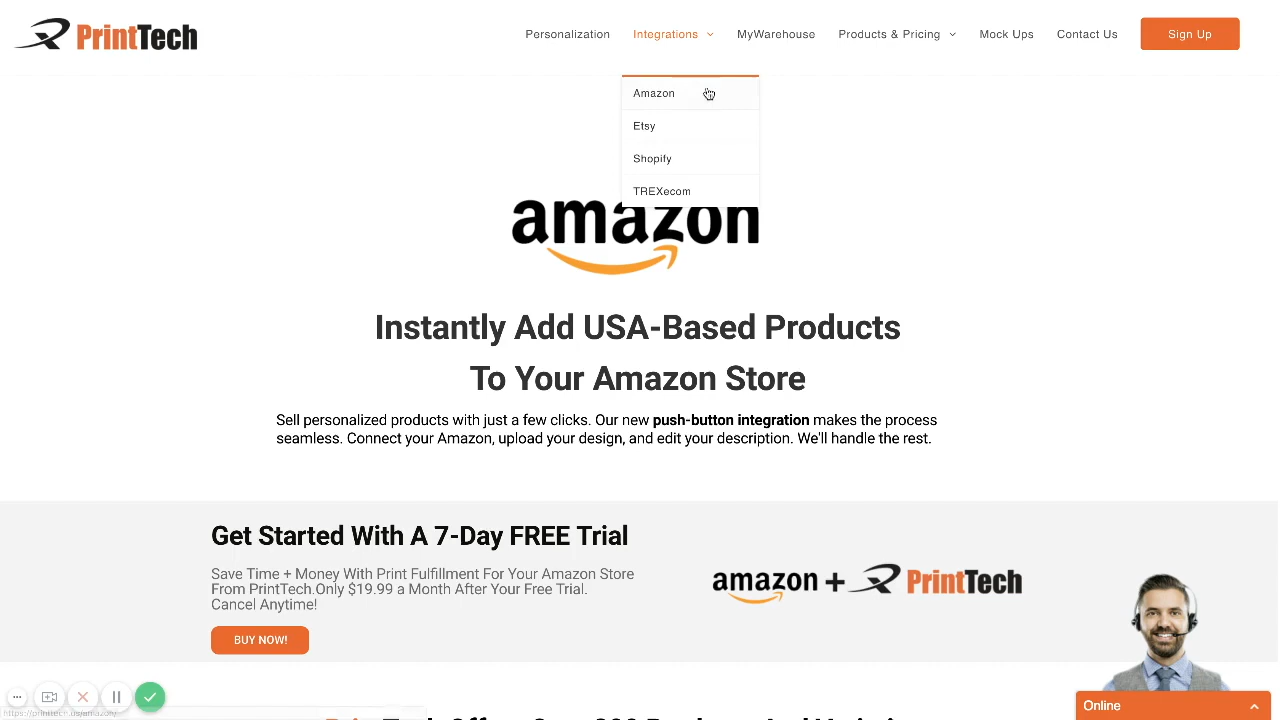 PrintTech
Personalization
Integrations
MyWarehouse
Products & Pricing
Mock Ups
Contact Us
Sign Up
Amazon
Etsy
Shopify
TREXecom
amazon
Instantly Add USA-Based Products
To Your Amazon Store
Sell personalized products with just a few clicks. Our new push-button integration makes the process
seamless. Connect your Amazon, upload your design, and edit your description. We'll handle the rest.
Get Started With A 7-Day FREE Trial
Save Time + Money With Print Fulfillment For Your Amazon Store
From PrintTech.Only $19.99 a Month After Your Free Trial.
Cancel Anytime!
BUY NOW!
amazon + PrintTech
Online
https://printtech.us/amazon/